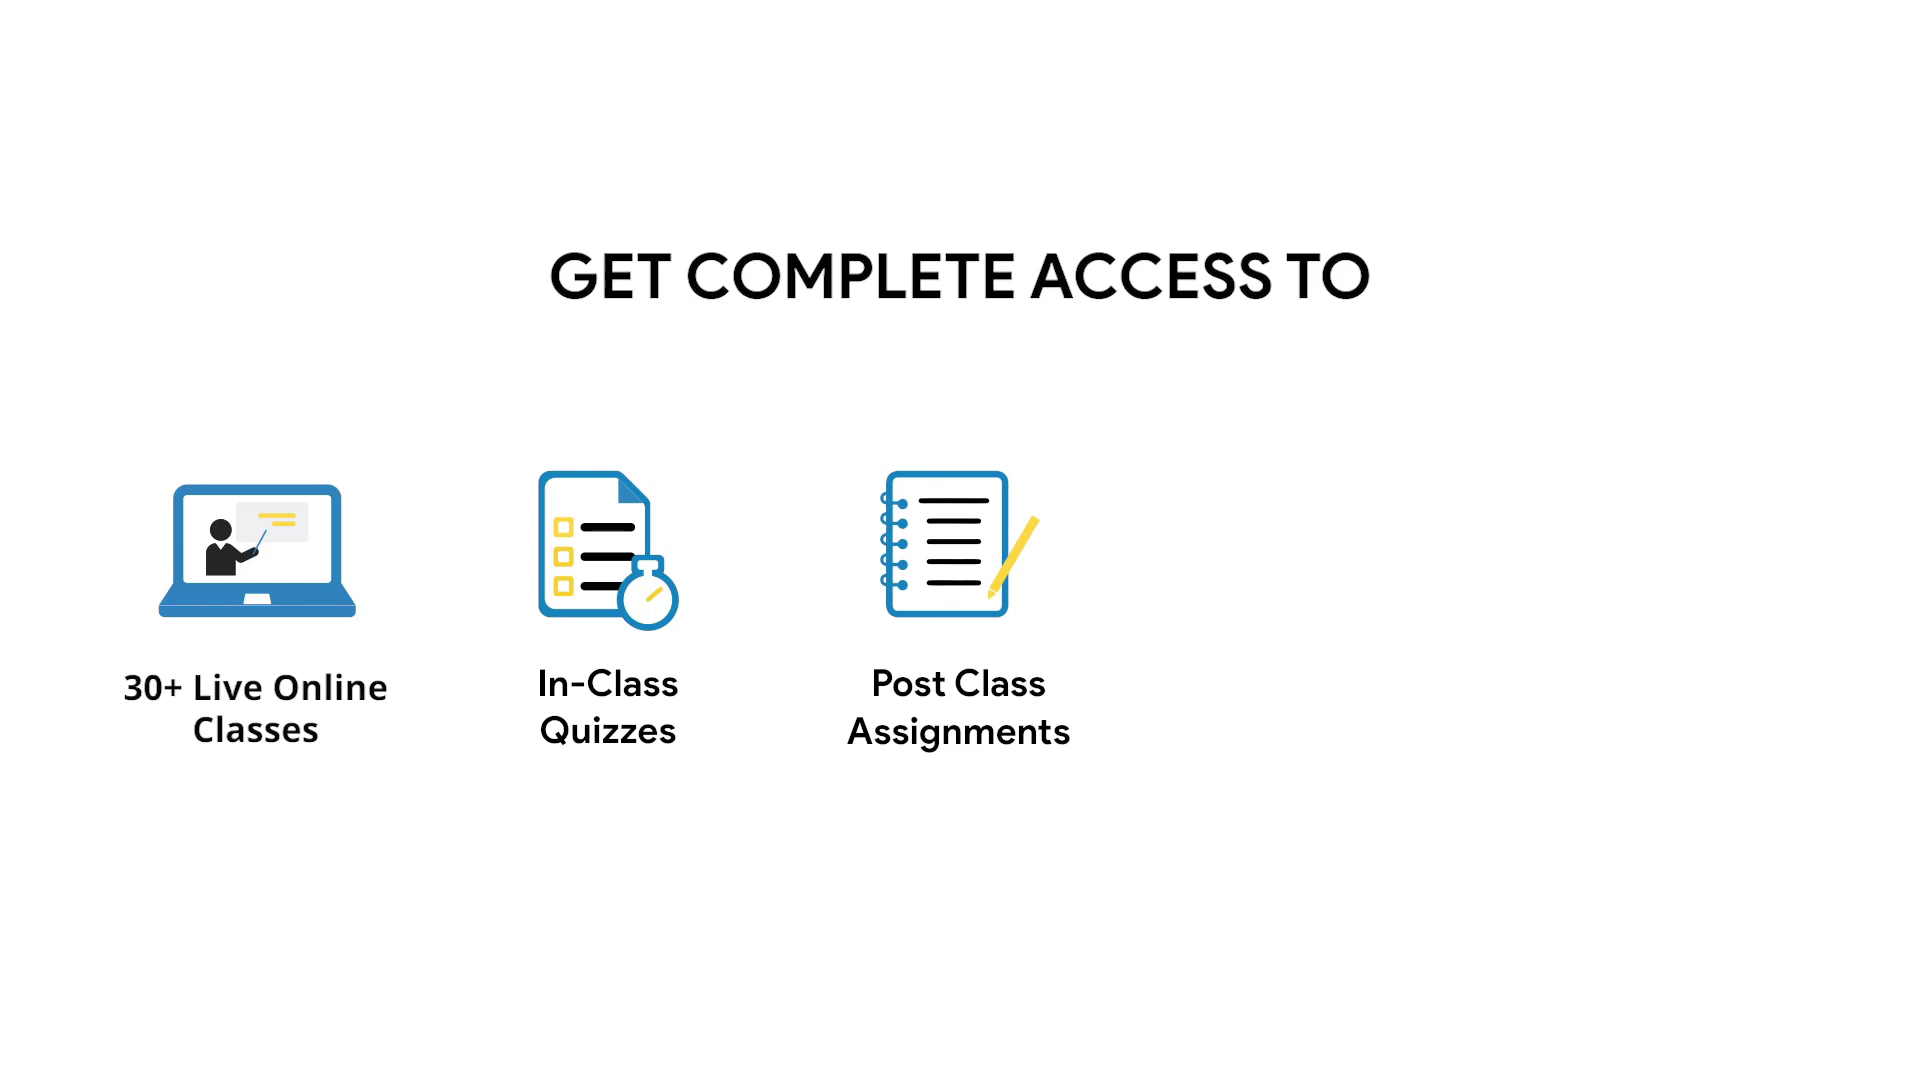 GET COMPLETE ACCESS TO
30+ Live Online
Classes
In-Class
Quizzes
Post Class
Assignments